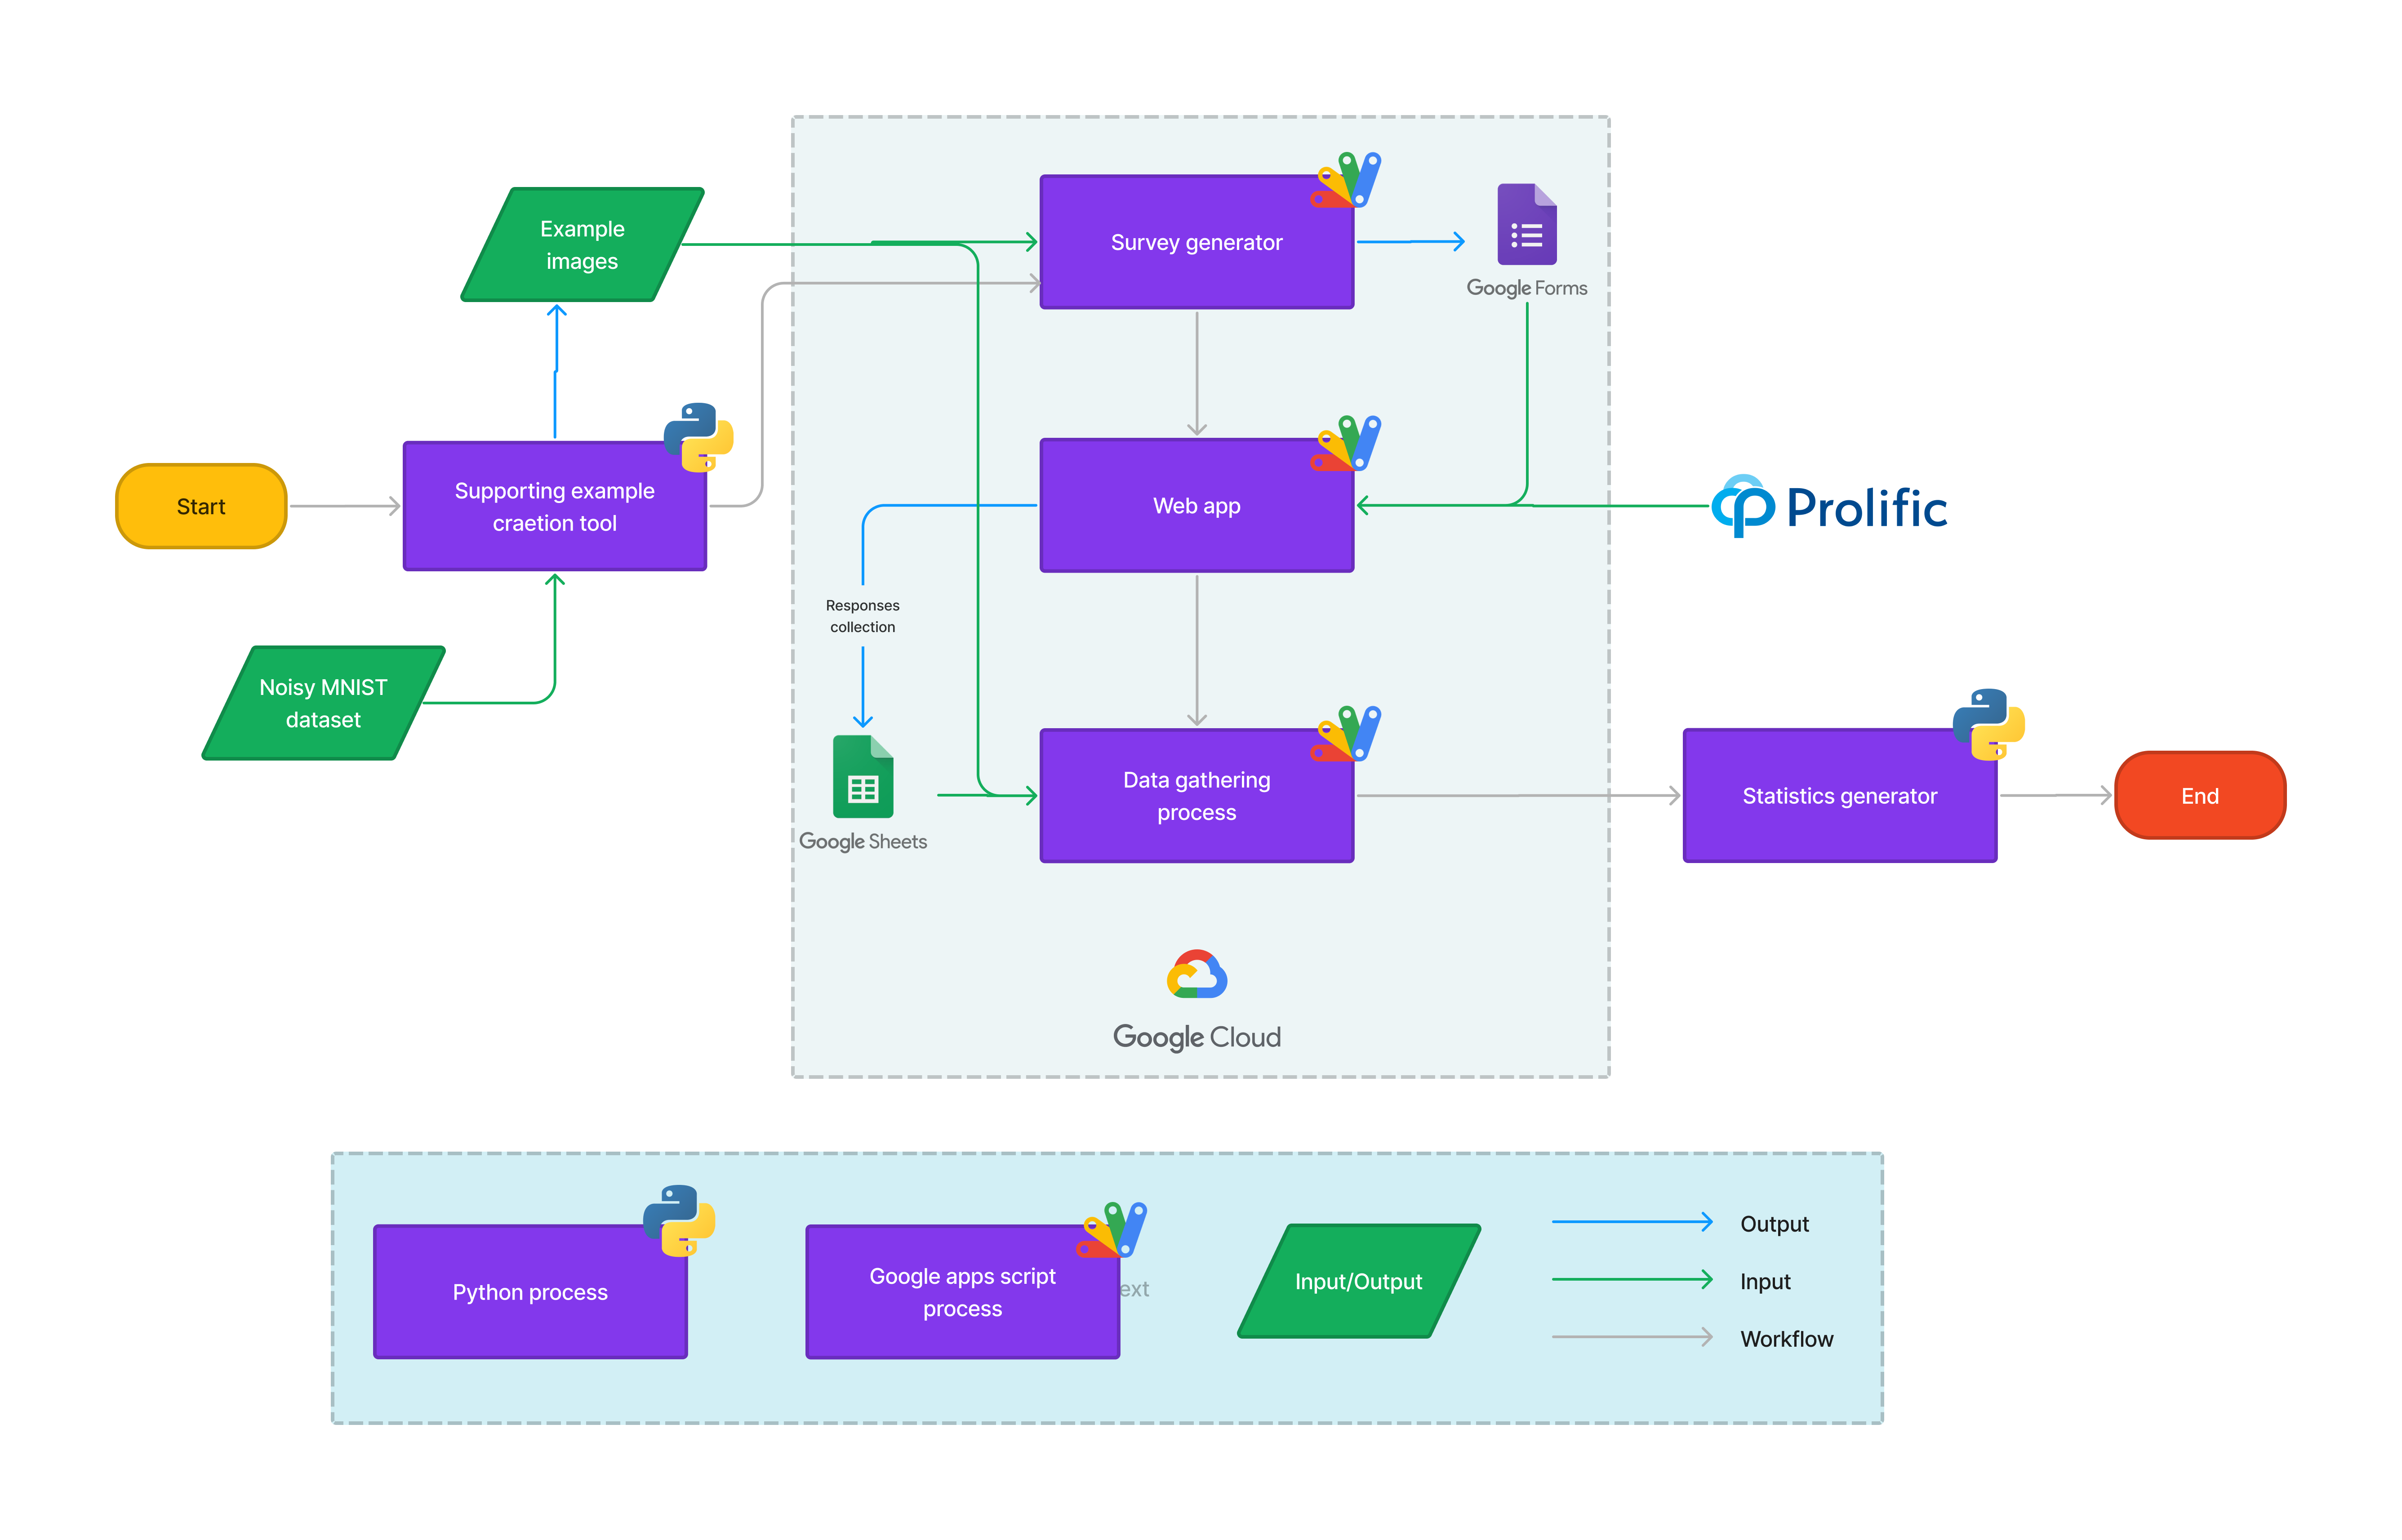 Example
images
Survey generator
Google Forms
Start
Supporting example
craetion tool
Web app
Prolific
Responses
collection
Noisy MNIST
dataset
Google Sheets
Data gathering
process
Statistics generator
End
Google Cloud
Python process
Google apps script
process
ext
Input/Output
Output
Input
Workflow